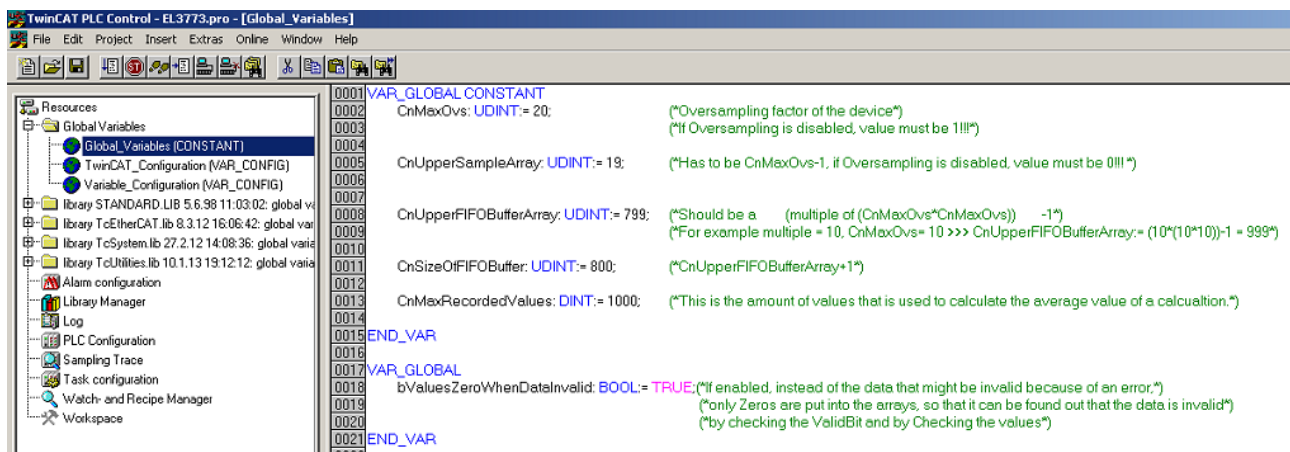 TwinCAT PLC Control - EL3773.pro - [Global_Variables]
File Edit Project Insert Extras Online Window Help
Resources
Global Variables
Global_Variables (CONSTANT)
TwinCAT_Configuration (VAR_CONFIG)
Variable_Configuration (VAR_CONFIG)
library STANDARD.LIB 5.6.98 11:03:02: global va
library TcEtherCAT.lib 8.3.12 16:06:42: global var
library TcSystem.lib 27.2.12 14:08:36: global varia
library TcUtilities.lib 10.1.13 19:12:12: global varia
Alarm configuration
Library Manager
Log
PLC Configuration
Sampling Trace
Task configuration
Watch- and Recipe Manager
Workspace
0001 VAR_GLOBAL CONSTANT
0002 CnMaxOvs: UDINT:= 20; (*Oversampling factor of the device*)
0003 (*If Oversampling is disabled, value must be 1!!!*)
0004
0005 CnUpperSampleArray: UDINT:= 19; (*Has to be CnMaxOvs-1, if Oversampling is disabled, value must be 0!!! *)
0006
0007
0008 CnUpperFIFOBufferArray: UDINT:= 799; (*Should be a (multiple of (CnMaxOvs*CnMaxOvs)) -1*)
0009 (*For example multiple = 10, CnMaxOvs= 10 >>> CnUpperFIFOBufferArray:= (10*(10*10))-1 = 999*)
0010
0011 CnSizeOfFIFOBuffer: UDINT:= 800; (*CnUpperFIFOBufferArray+1*)
0012
0013 CnMaxRecordedValues: DINT:= 1000; (*This is the amount of values that is used to calculate the average value of a calcualtion.*)
0014
0015 END_VAR
0016
0017 VAR_GLOBAL
0018 bValuesZeroWhenDataInvalid: BOOL:= TRUE;(*If enabled, instead of the data that might be invalid because of an error,*)
0019 (*only Zeros are put into the arrays, so that it can be found out that the data is invalid*)
0020 (*by checking the ValidBit and by Checking the values*)
0021 END_VAR